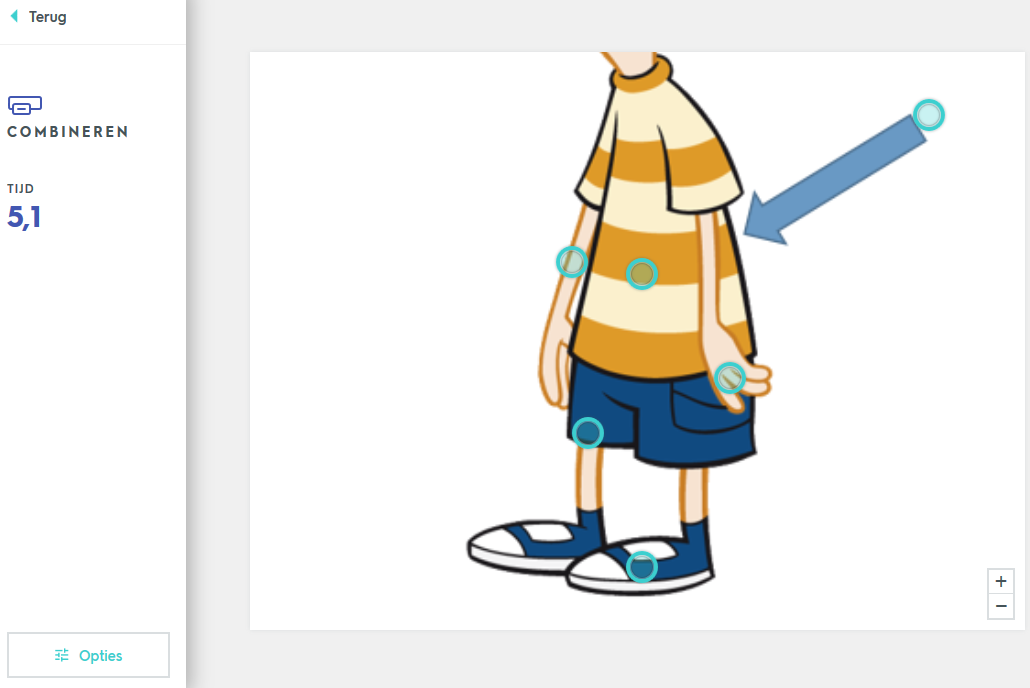 Terug
COMBINEREN
TIJD
5,1
+
−
Opties